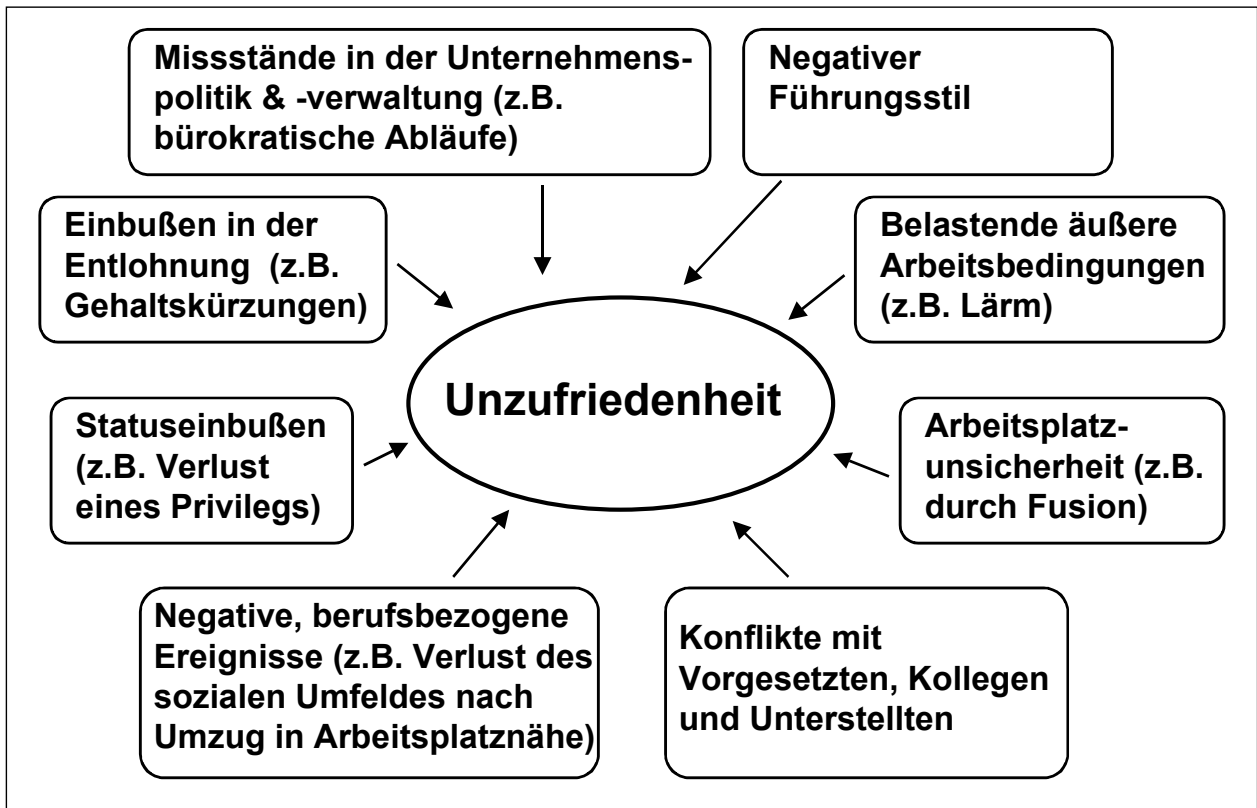 Missstände in der Unternehmens-
politik & -verwaltung (z.B.
bürokratische Abläufe)
Negativer
Führungsstil
Einbußen in der
Entlohnung (z.B.
Gehaltskürzungen)
Belastende äußere
Arbeitsbedingungen
(z.B. Lärm)
Unzufriedenheit
Statuseinbußen
(z.B. Verlust
eines Privilegs)
Arbeitsplatz-
unsicherheit (z.B.
durch Fusion)
Negative, berufsbezogene
Ereignisse (z.B. Verlust des
sozialen Umfeldes nach
Umzug in Arbeitsplatznähe)
Konflikte mit
Vorgesetzten, Kollegen
und Unterstellten